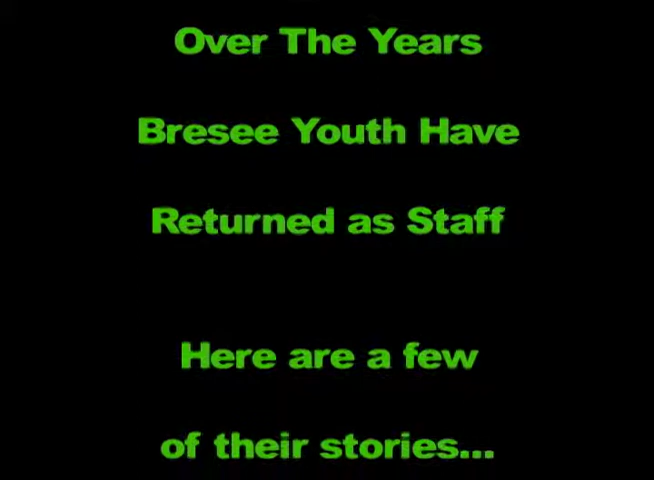 Over The Years
Bresee Youth Have
Returned as Staff
Here are a few
of their stories...